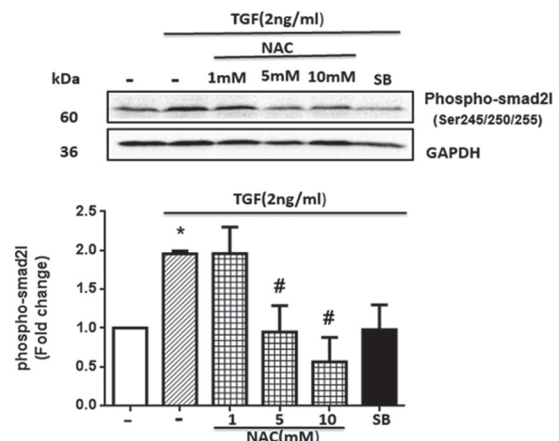 TGF(2ng/ml)
NAC
kDa - - 1mM 5mM 10mM SB
60 Phospho-smad2l
(Ser245/250/255)
36 GAPDH
TGF(2ng/ml)
phospho-smad2l
(Fold change)
2.5
2.0
1.5
1.0
0.5
0.0
*
#
#
- - 1 5 10 SB
NAC(mM)